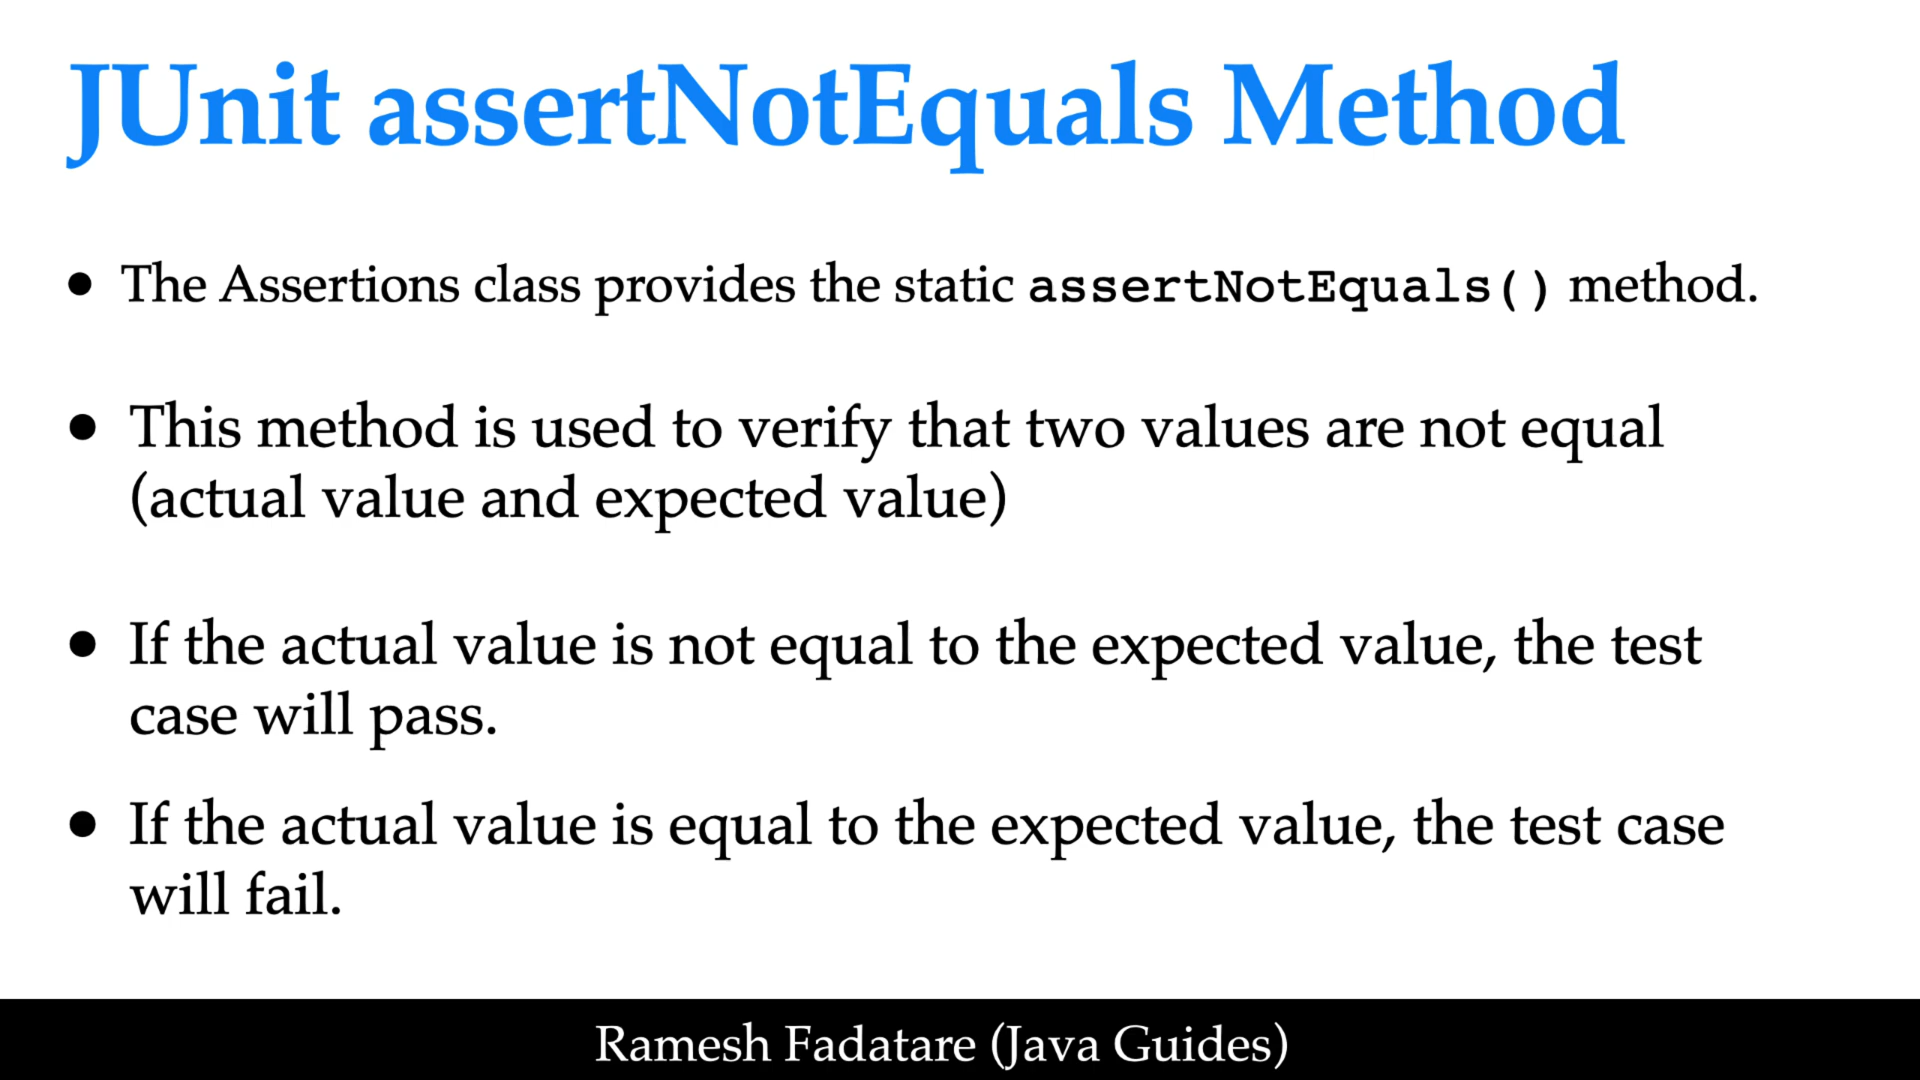 JUnit assertNotEquals Method
• The Assertions class provides the static assertNotEquals() method.
• This method is used to verify that two values are not equal
(actual value and expected value)
• If the actual value is not equal to the expected value, the test
case will pass.
• If the actual value is equal to the expected value, the test case
will fail.
Ramesh Fadatare (Java Guides)